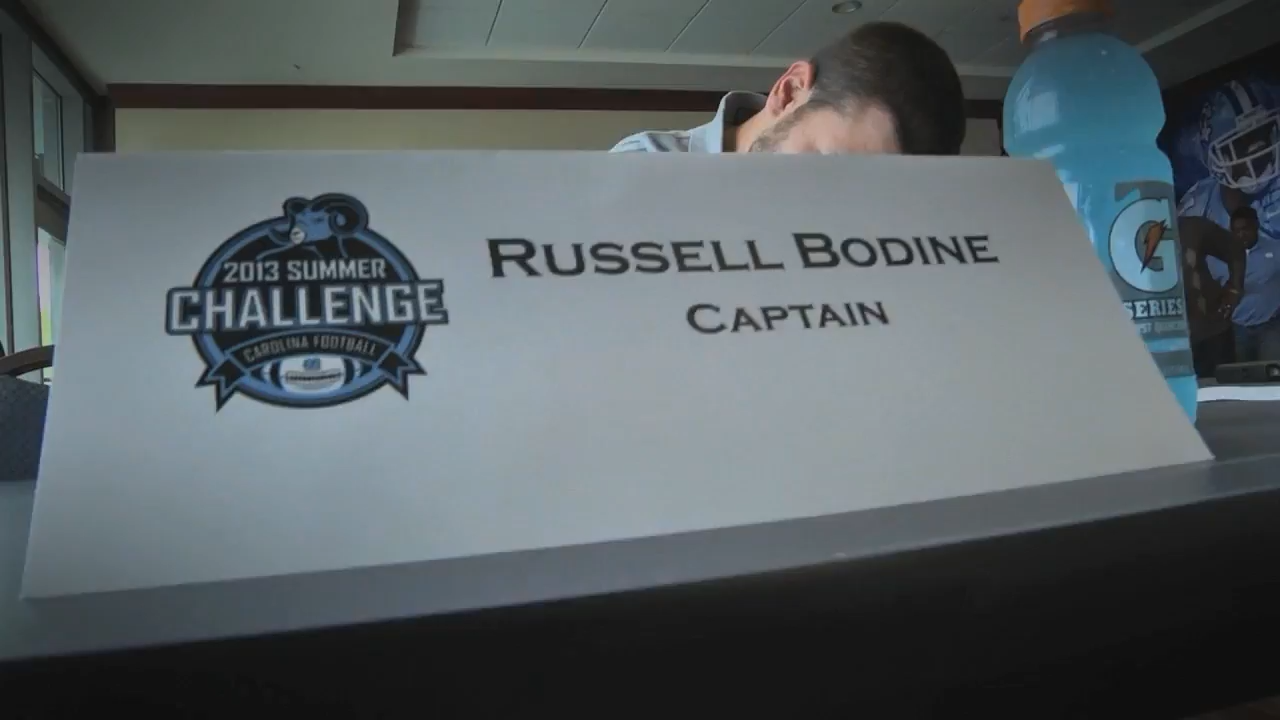 2013 SUMMER
CHALLENGE
CAROLINA FOOTBALL
RUSSELL BODINE
CAPTAIN
G
SERIES